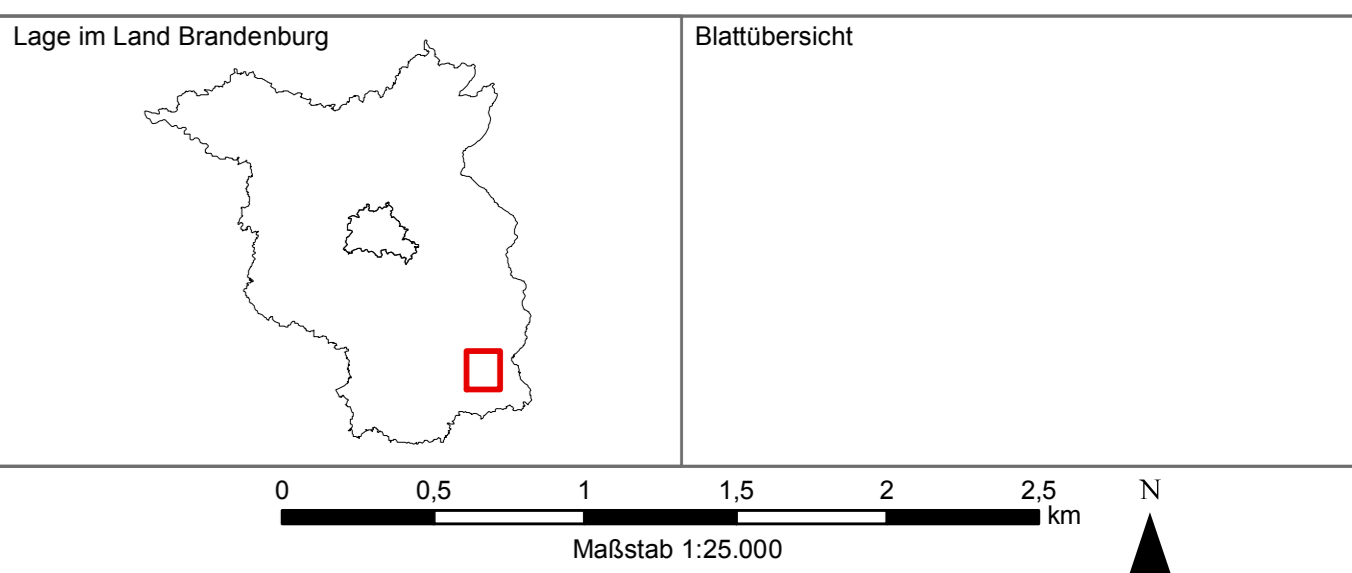 Lage im Land Brandenburg
Blattübersicht
0 0,5 1 1,5 2 2,5 N
km
Maßstab 1:25.000